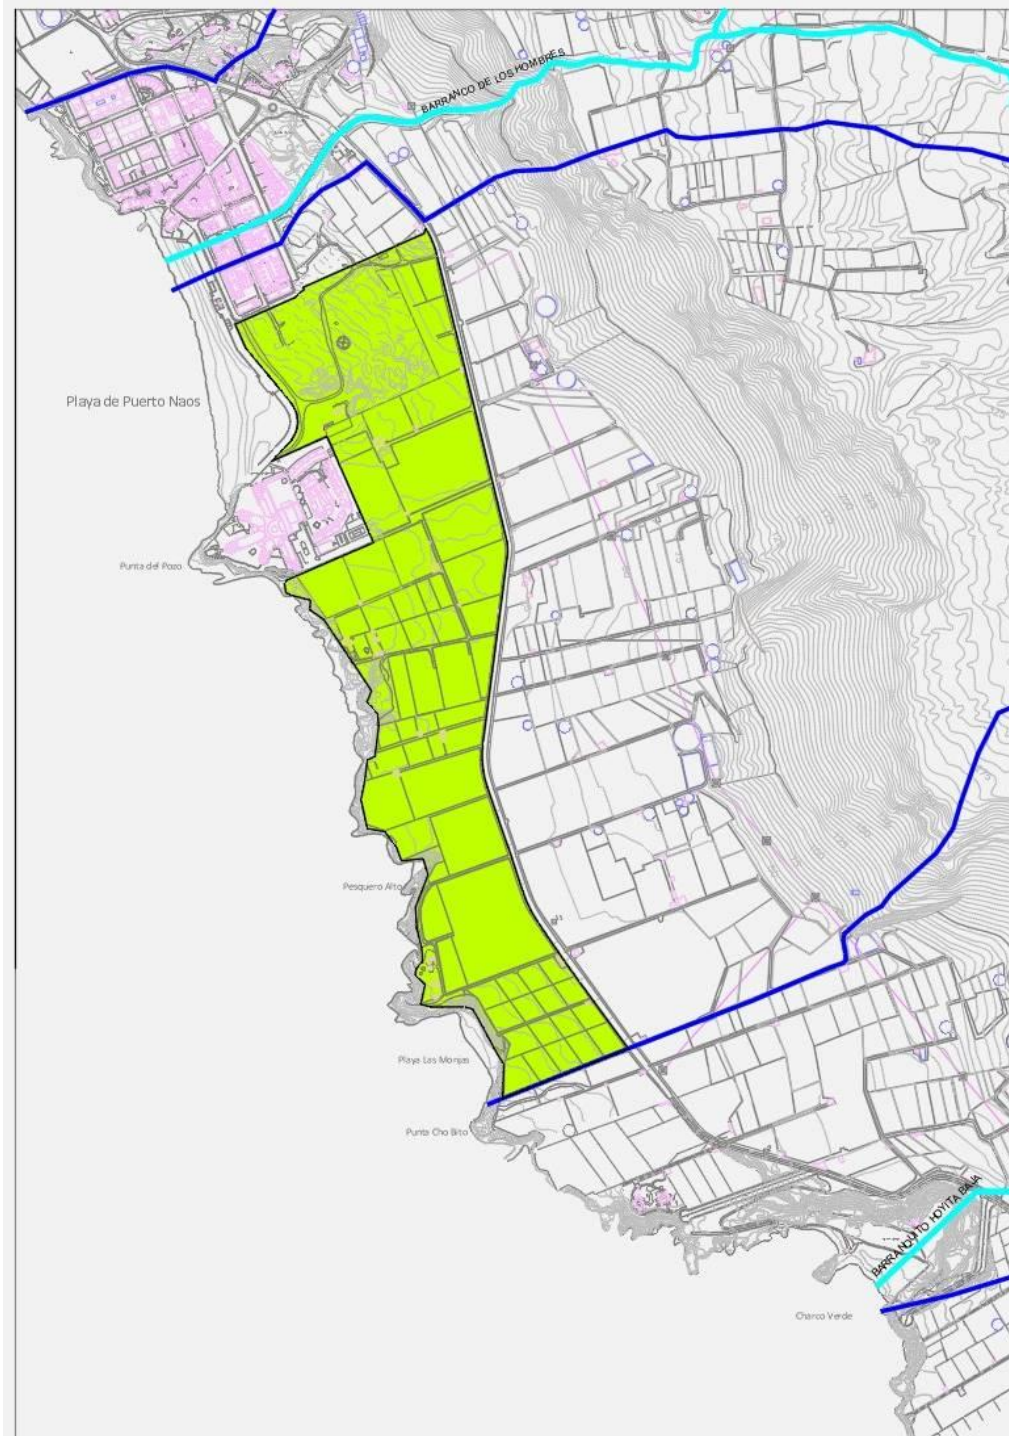 BARRANCO DE LOS HOMBRES
Playa de Puerto Naos
Punta del Pozo
Pesquero Alto
Playa Las Monjas
Punta Cho Bito
BARRANQUITO HOYITA BAJA
Charco Verde